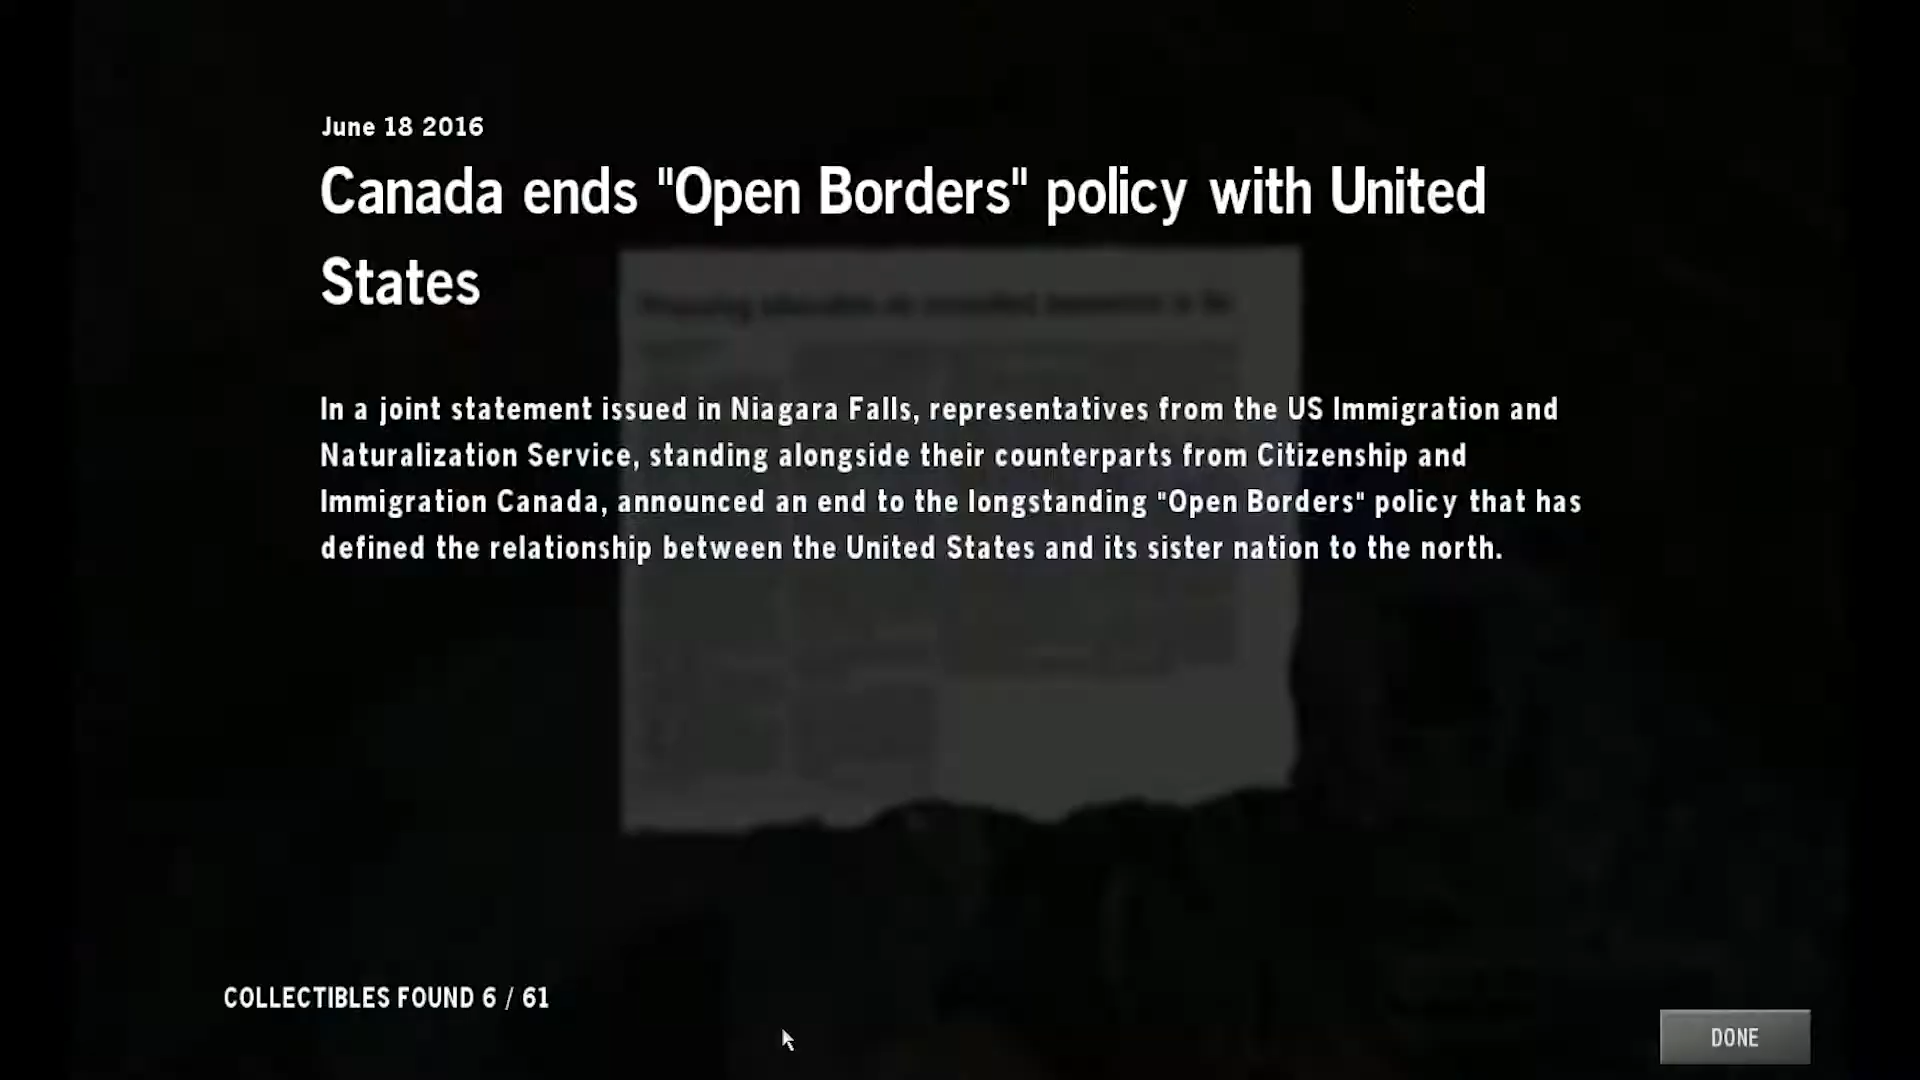 June 18 2016
Canada ends "Open Borders" policy with United
States
In a joint statement issued in Niagara Falls, representatives from the US Immigration and
Naturalization Service, standing alongside their counterparts from Citizenship and
Immigration Canada, announced an end to the longstanding "Open Borders" policy that has
defined the relationship between the United States and its sister nation to the north.
COLLECTIBLES FOUND 6 / 61
DONE